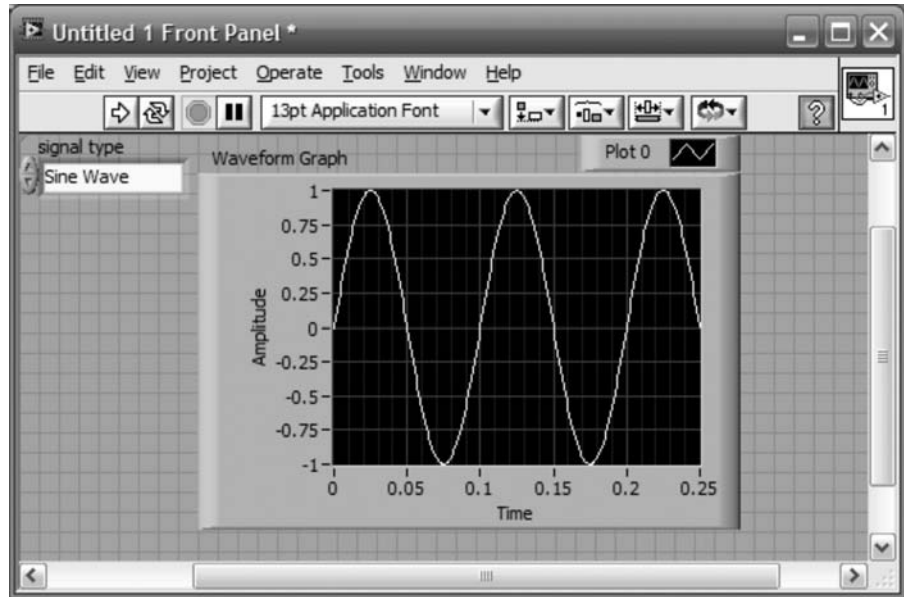 Untitled 1 Front Panel *
File Edit View Project Operate Tools Window Help
13pt Application Font
?
1
signal type
Sine Wave
Waveform Graph
Plot 0
1
0.75
0.5
0.25
0
-0.25
-0.5
-0.75
-1
Amplitude
0 0.05 0.1 0.15 0.2 0.25
Time